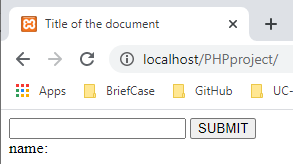 Title of the document
localhost/PHPproject/
Apps BriefCase GitHub UC-
SUBMIT
name: